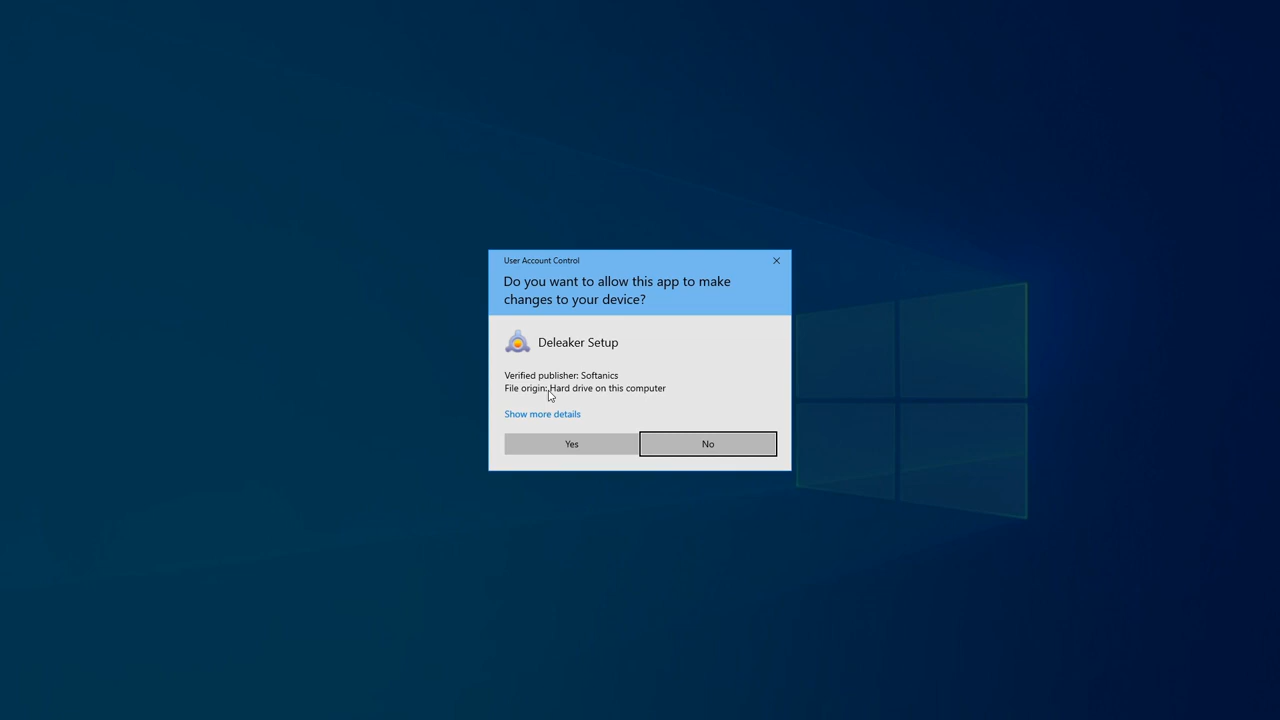 User Account Control
Do you want to allow this app to make
changes to your device?
Deleaker Setup
Verified publisher: Softanics
File origin: Hard drive on this computer
Show more details
Yes
No